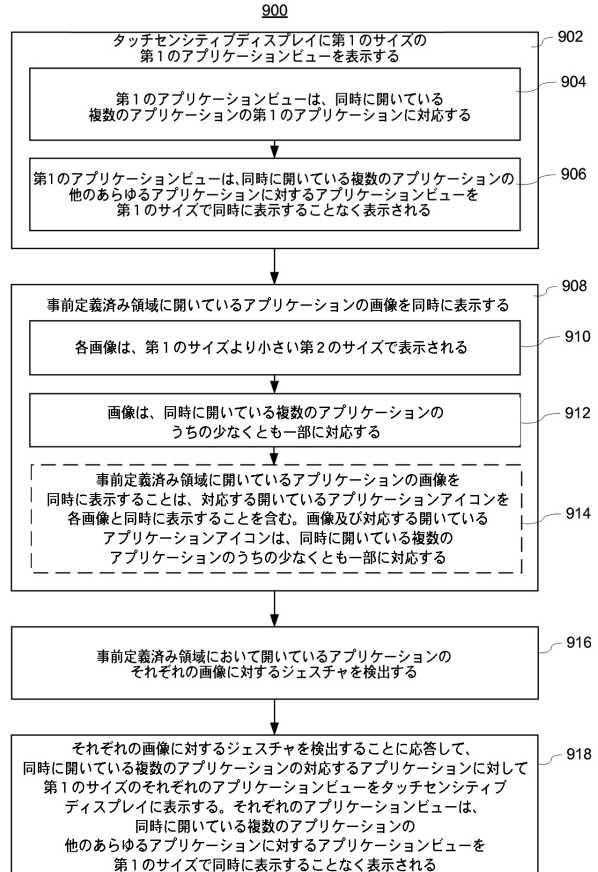 900
タッチセンシティブディスプレイに第1のサイズの
第1のアプリケーションビューを表示する
902
第1のアプリケーションビューは、同時に開いている
複数のアプリケーションの第1のアプリケーションに対応する
904
第1のアプリケーションビューは、同時に開いている複数のアプリケーションの
他のあらゆるアプリケーションに対するアプリケーションビューを
第1のサイズで同時に表示することなく表示される
906
事前定義済み領域に開いているアプリケーションの画像を同時に表示する
908
各画像は、第1のサイズより小さい第2のサイズで表示される
910
画像は、同時に開いている複数のアプリケーションの
うちの少なくとも一部に対応する
912
事前定義済み領域に開いているアプリケーションの画像を
同時に表示することは、対応する開いているアプリケーションアイコンを
各画像と同時に表示することを含む。画像及び対応する開いている
アプリケーションアイコンは、同時に開いている複数の
アプリケーションのうちの少なくとも一部に対応する
914
事前定義済み領域において開いているアプリケーションの
それぞれの画像に対するジェスチャを検出する
916
それぞれの画像に対するジェスチャを検出することに応答して、
同時に開いている複数のアプリケーションの対応するアプリケーションに対して
第1のサイズのそれぞれのアプリケーションビューをタッチセンシティブ
ディスプレイに表示する。それぞれのアプリケーションビューは、
同時に開いている複数のアプリケーションの
他のあらゆるアプリケーションに対するアプリケーションビューを
第1のサイズで同時に表示することなく表示される
918